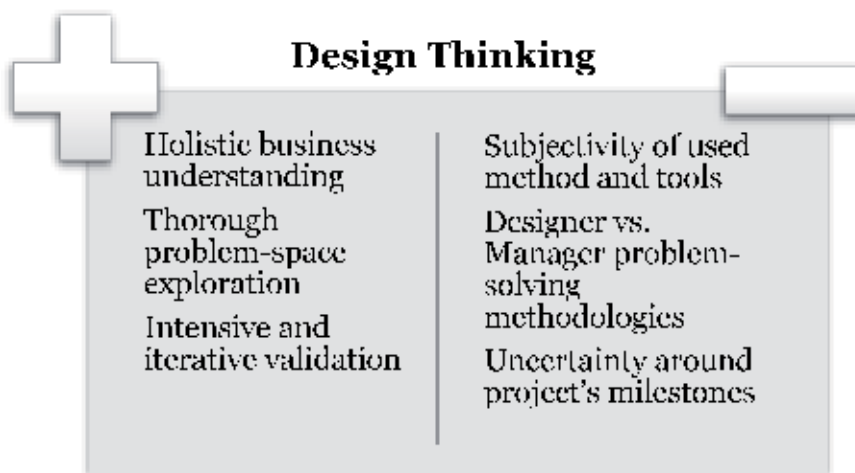 Design Thinking
Holistic business
understanding
Thorough
problem-space
exploration
Intensive and
iterative validation
Subjectivity of used
method and tools
Designer vs.
Manager problem-
solving
methodologies
Uncertainty around
project's milestones